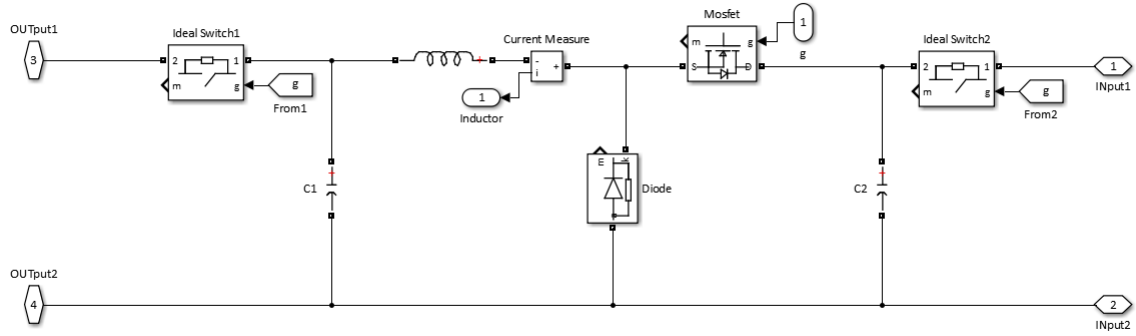 OUTput1
3
Ideal Switch1
2
1
m
g
g
From1
Current Measure
-
+
i
1
Inductor
Mosfet
m
g
S
D
1
g
Ideal Switch2
2
1
m
g
g
From2
1
INput1
C1
m
k
Diode
C2
OUTput2
4
2
INput2